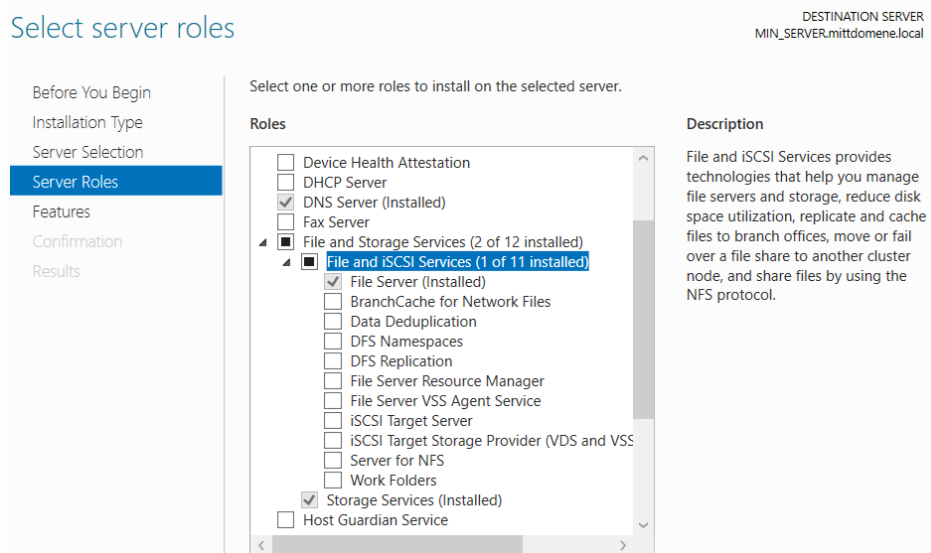 Select server roles
DESTINATION SERVER
MIN_SERVER.mittdomene.local
Before You Begin
Installation Type
Server Selection
Server Roles
Features
Confirmation
Results
Select one or more roles to install on the selected server.
Roles
Device Health Attestation
DHCP Server
DNS Server (Installed)
Fax Server
File and Storage Services (2 of 12 installed)
File and iSCSI Services (1 of 11 installed)
File Server (Installed)
BranchCache for Network Files
Data Deduplication
DFS Namespaces
DFS Replication
File Server Resource Manager
File Server VSS Agent Service
iSCSI Target Server
iSCSI Target Storage Provider (VDS and VSS
Server for NFS
Work Folders
Storage Services (Installed)
Host Guardian Service
Description
File and iSCSI Services provides
technologies that help you manage
file servers and storage, reduce disk
space utilization, replicate and cache
files to branch offices, move or fail
over a file share to another cluster
node, and share files by using the
NFS protocol.